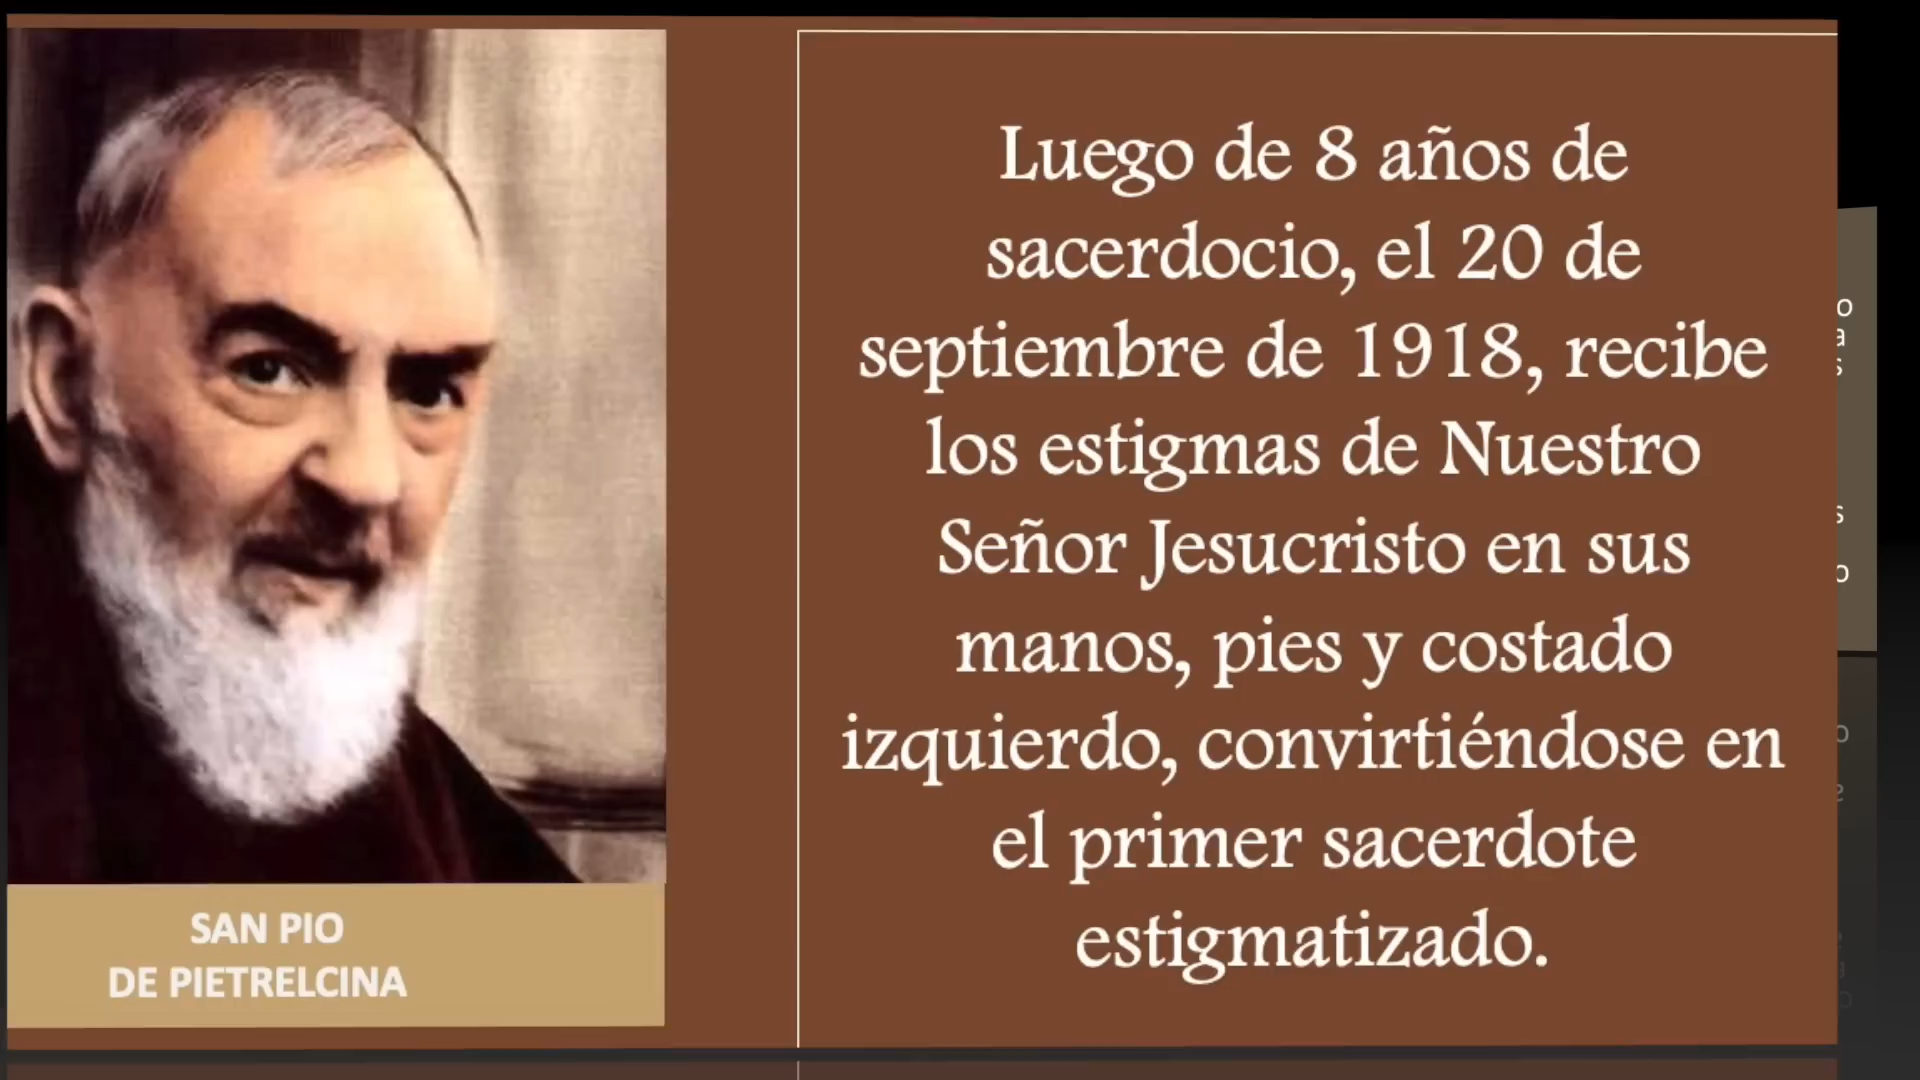 Luego de 8 años de
sacerdocio, el 20 de
septiembre de 1918, recibe
los estigmas de Nuestro
Señor Jesucristo en sus
manos, pies y costado
izquierdo, convirtiéndose en
el primer sacerdote
estigmatizado.
SAN PIO
DE PIETRELCINA